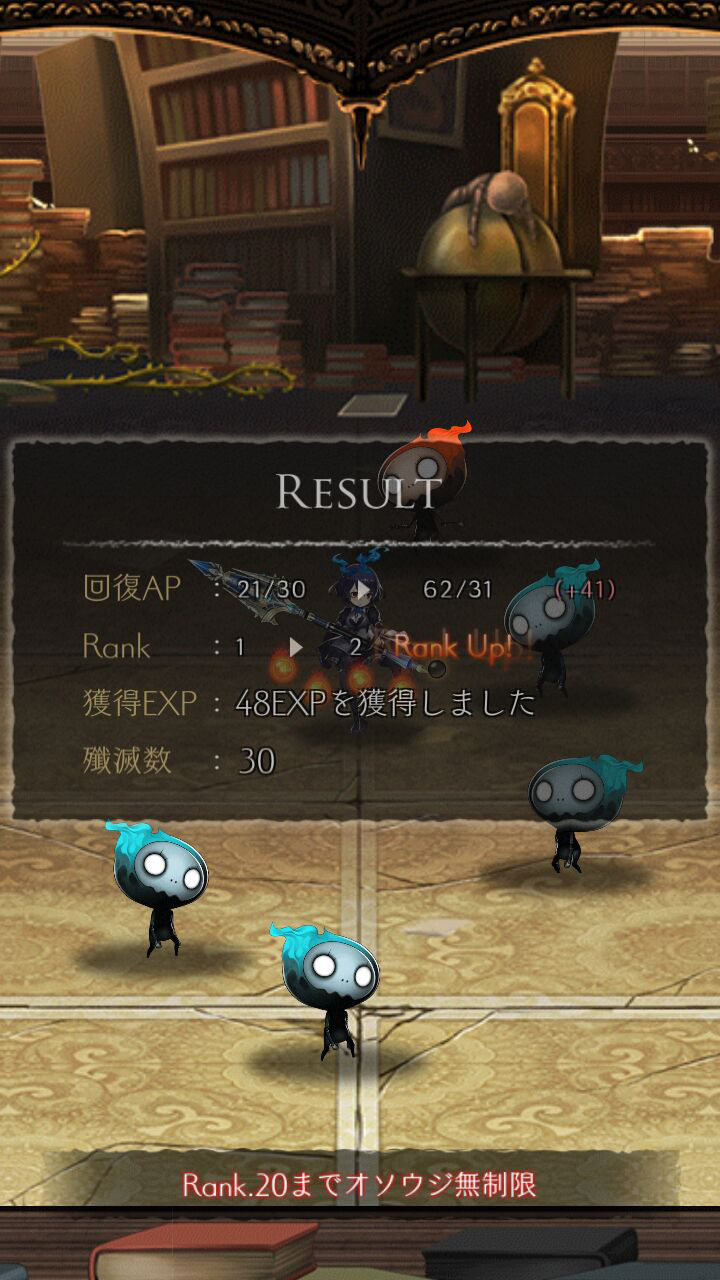 RESULT
回復AP : 21/30 ▶ 62/31 (+41)
Rank : 1 ▶ 2 Rank Up!!
獲得EXP : 48EXPを獲得しました
殲滅数 : 30
Rank.20までオソウジ無制限